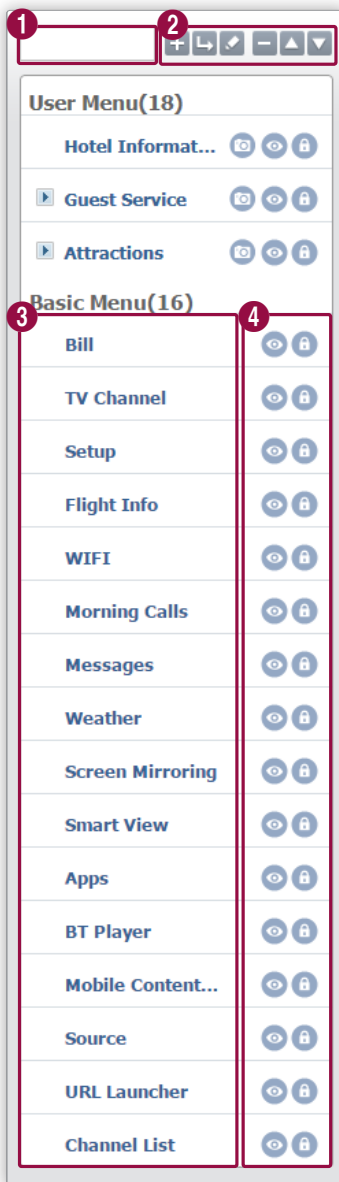 1
2
User Menu(18)
Hotel Informat...
Guest Service
Attractions
Basic Menu(16)
3
4
Bill
TV Channel
Setup
Flight Info
WIFI
Morning Calls
Messages
Weather
Screen Mirroring
Smart View
Apps
BT Player
Mobile Content...
Source
URL Launcher
Channel List